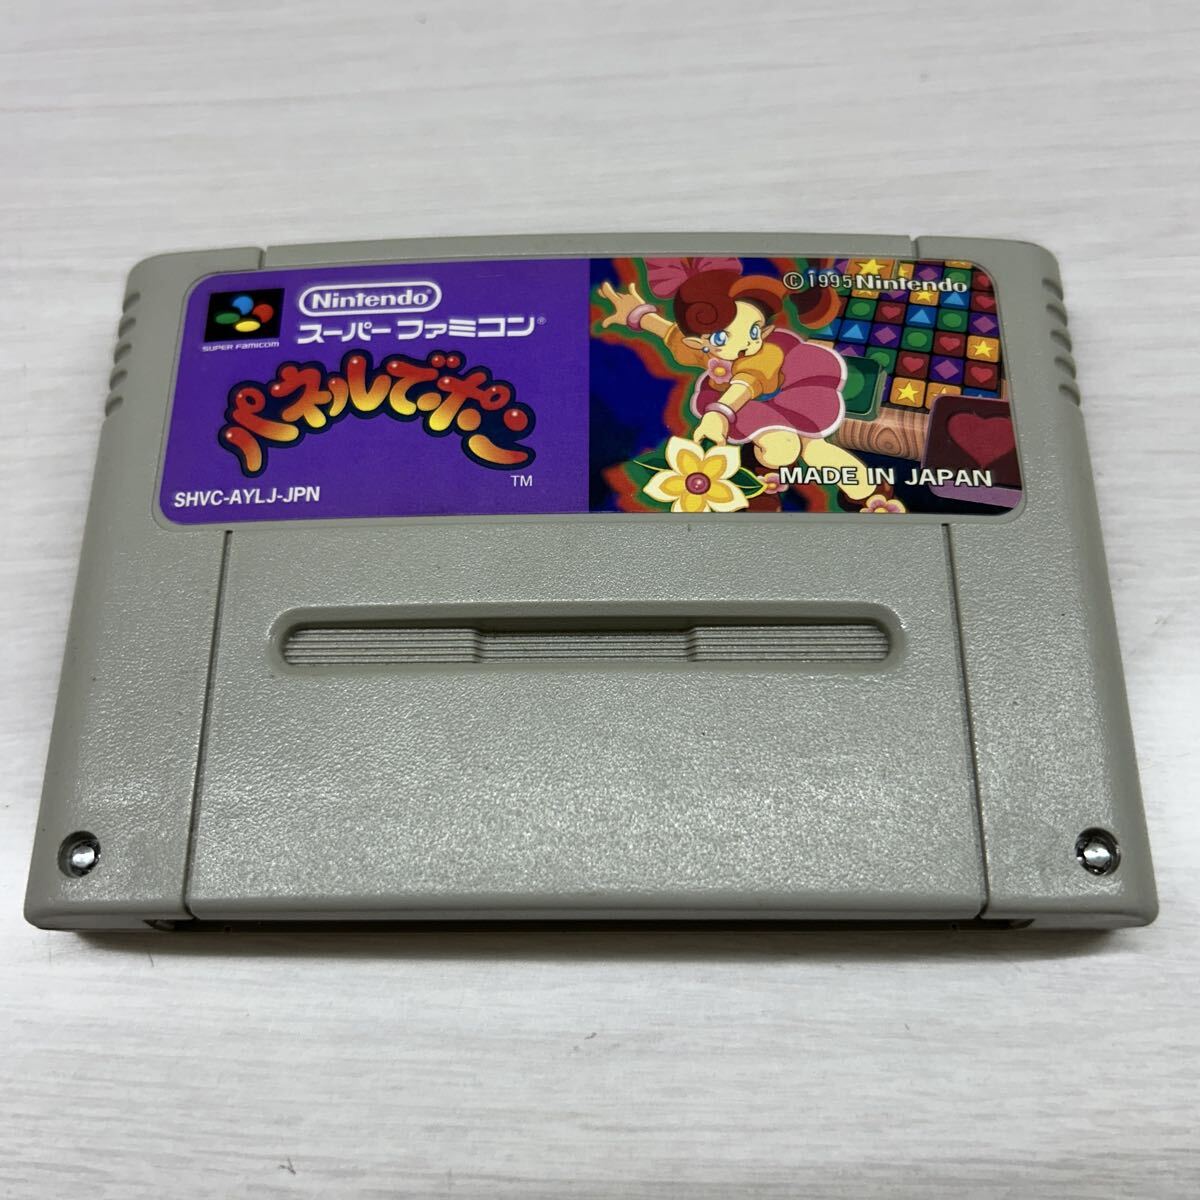 Nintendo
スーパーファミコン®
SUPER FAMICOM
パネルでポン
TM
SHVC-AYLJ-JPN
© 1995 Nintendo
MADE IN JAPAN